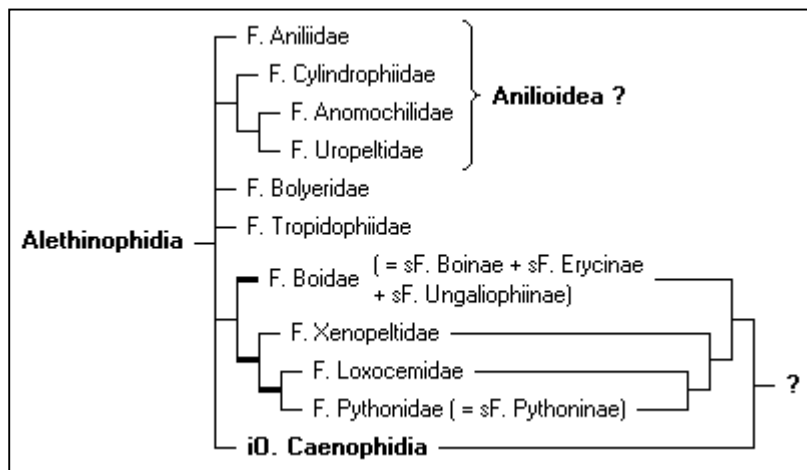 F. Aniliidae
F. Cylindrophiidae
Anilioidea ?
F. Anomochilidae
F. Uropeltidae
F. Bolyeridae
F. Tropidophiidae
Alethinophidia
F. Boidae ( = sF. Boinae + sF. Erycinae
+ sF. Ungaliophiinae)
F. Xenopeltidae
F. Loxocemidae
?
F. Pythonidae ( = sF. Pythoninae)
iO. Caenophidia